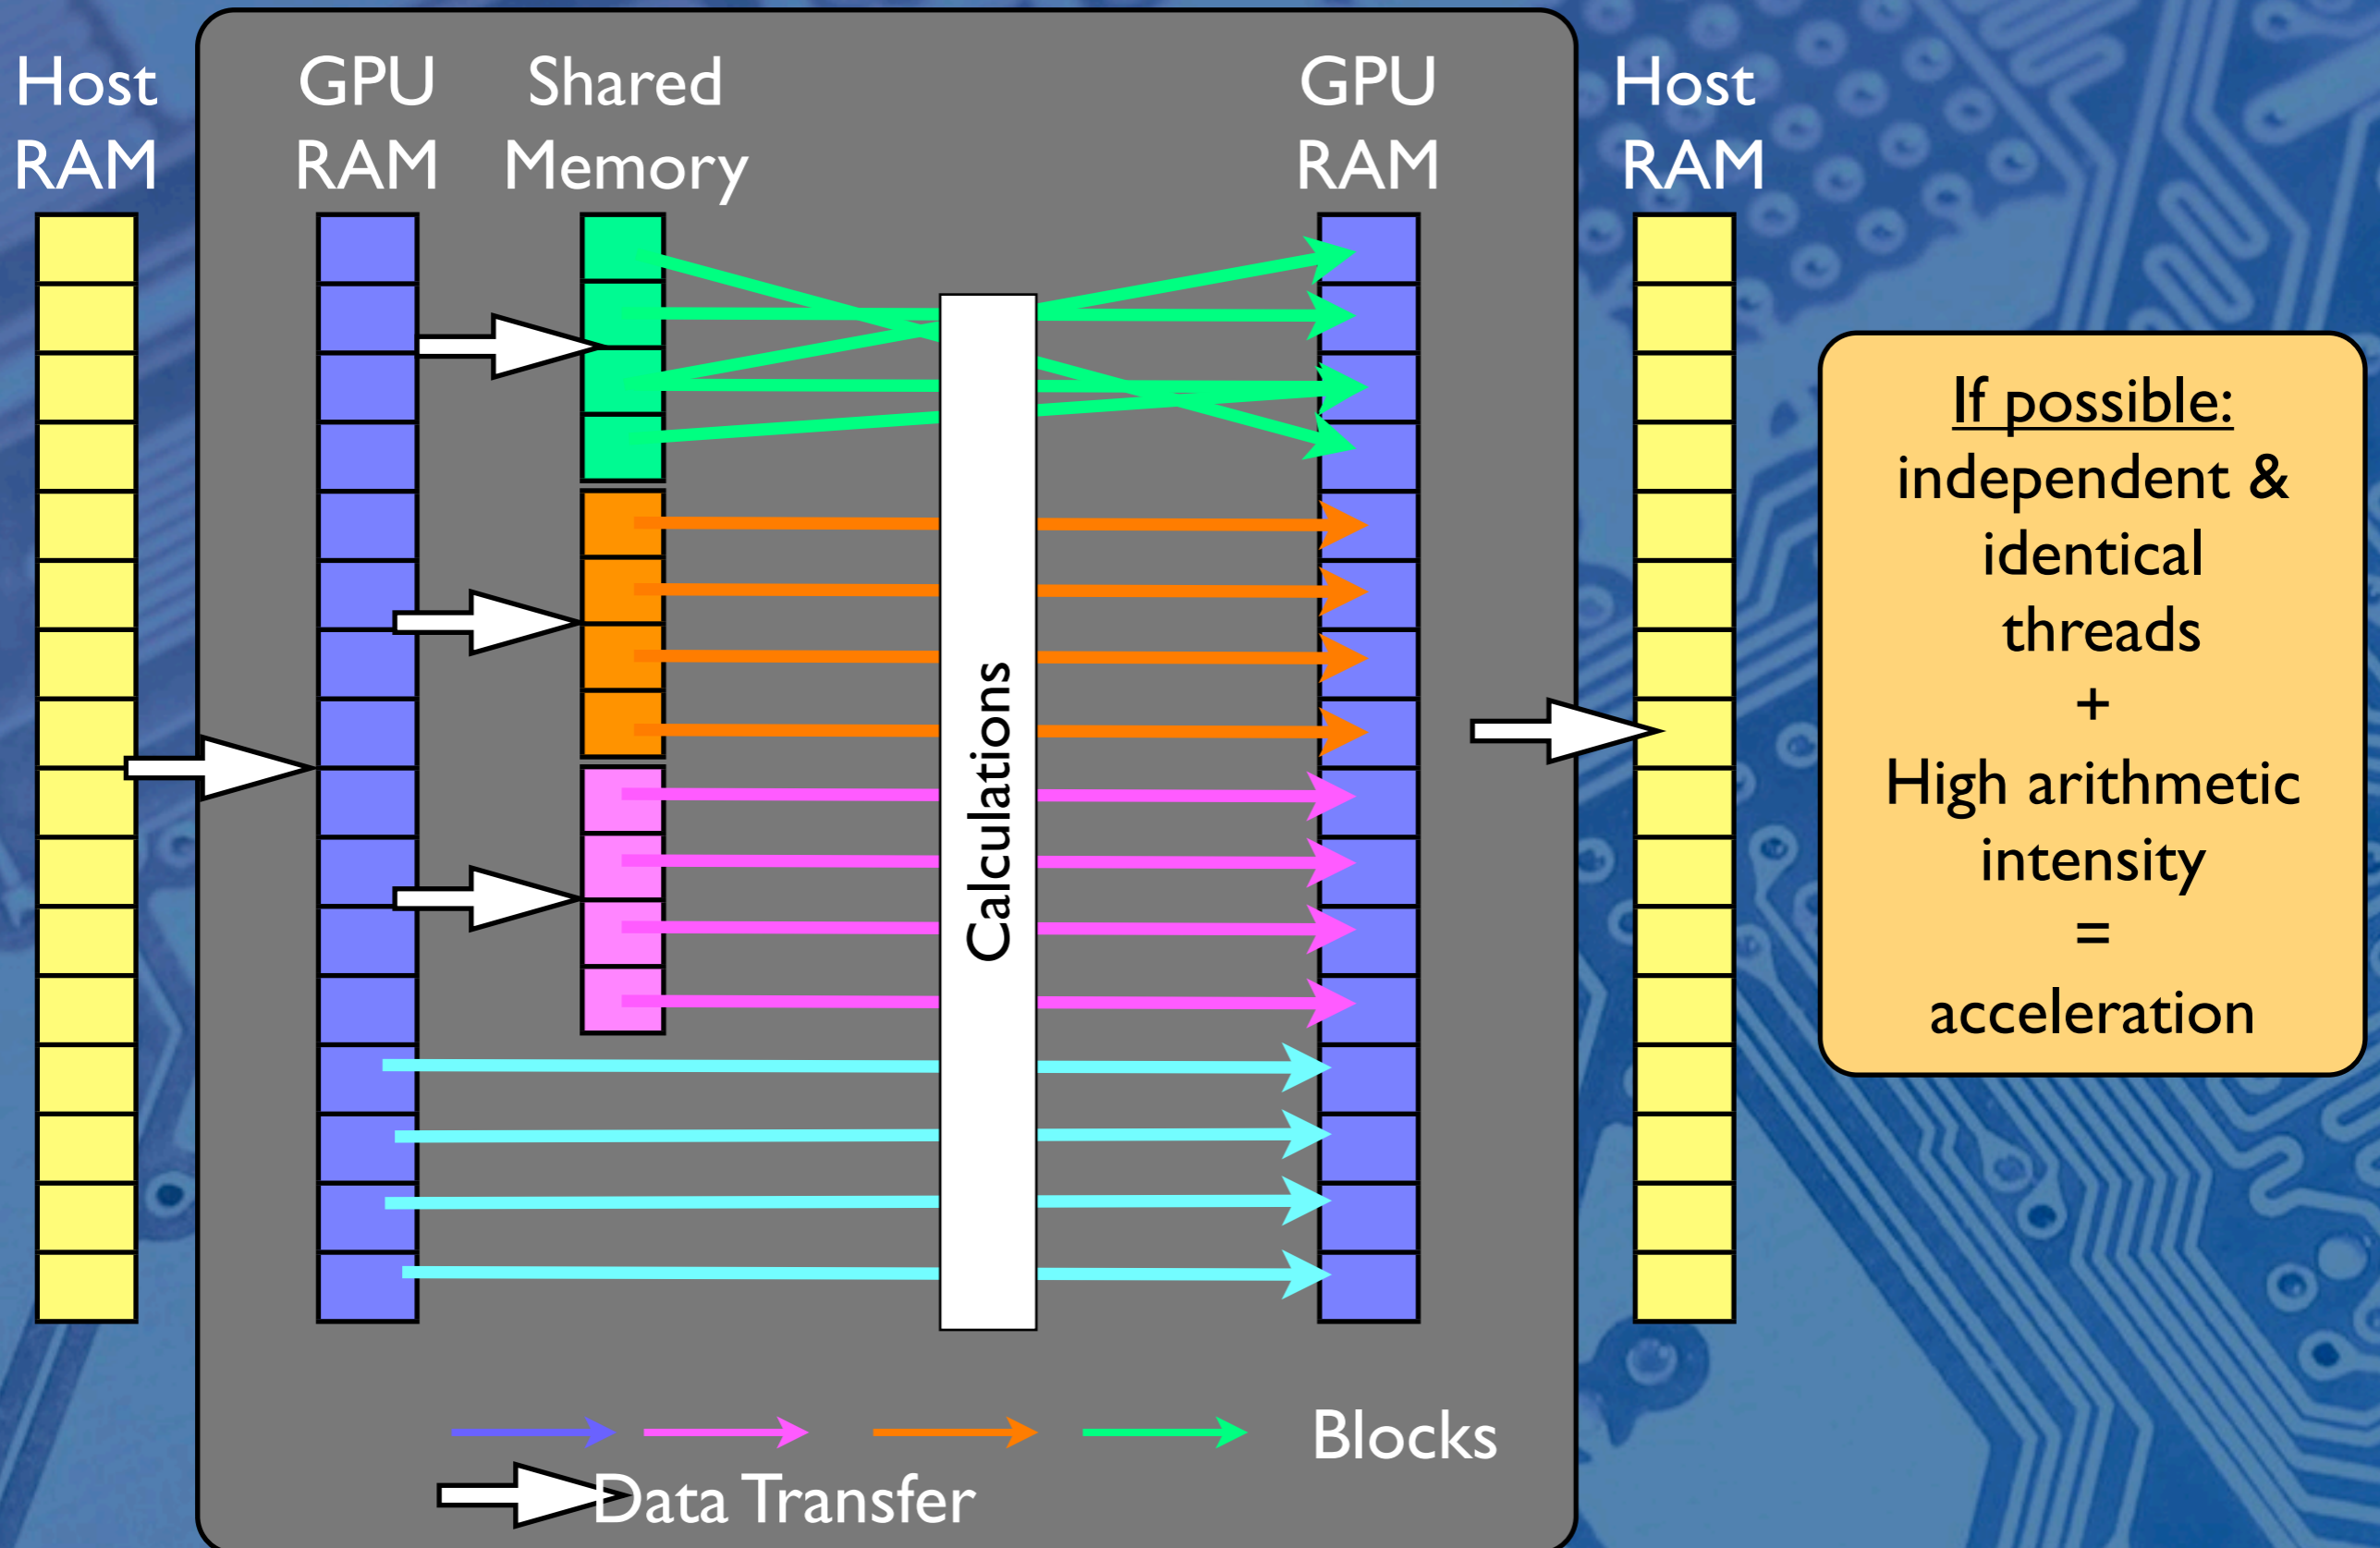 Host
RAM
GPU
RAM
Shared
Memory
GPU
RAM
Host
RAM
Calculations
If possible:
independent &
identical
threads
+
High arithmetic
intensity
=
acceleration
Blocks
Data Transfer